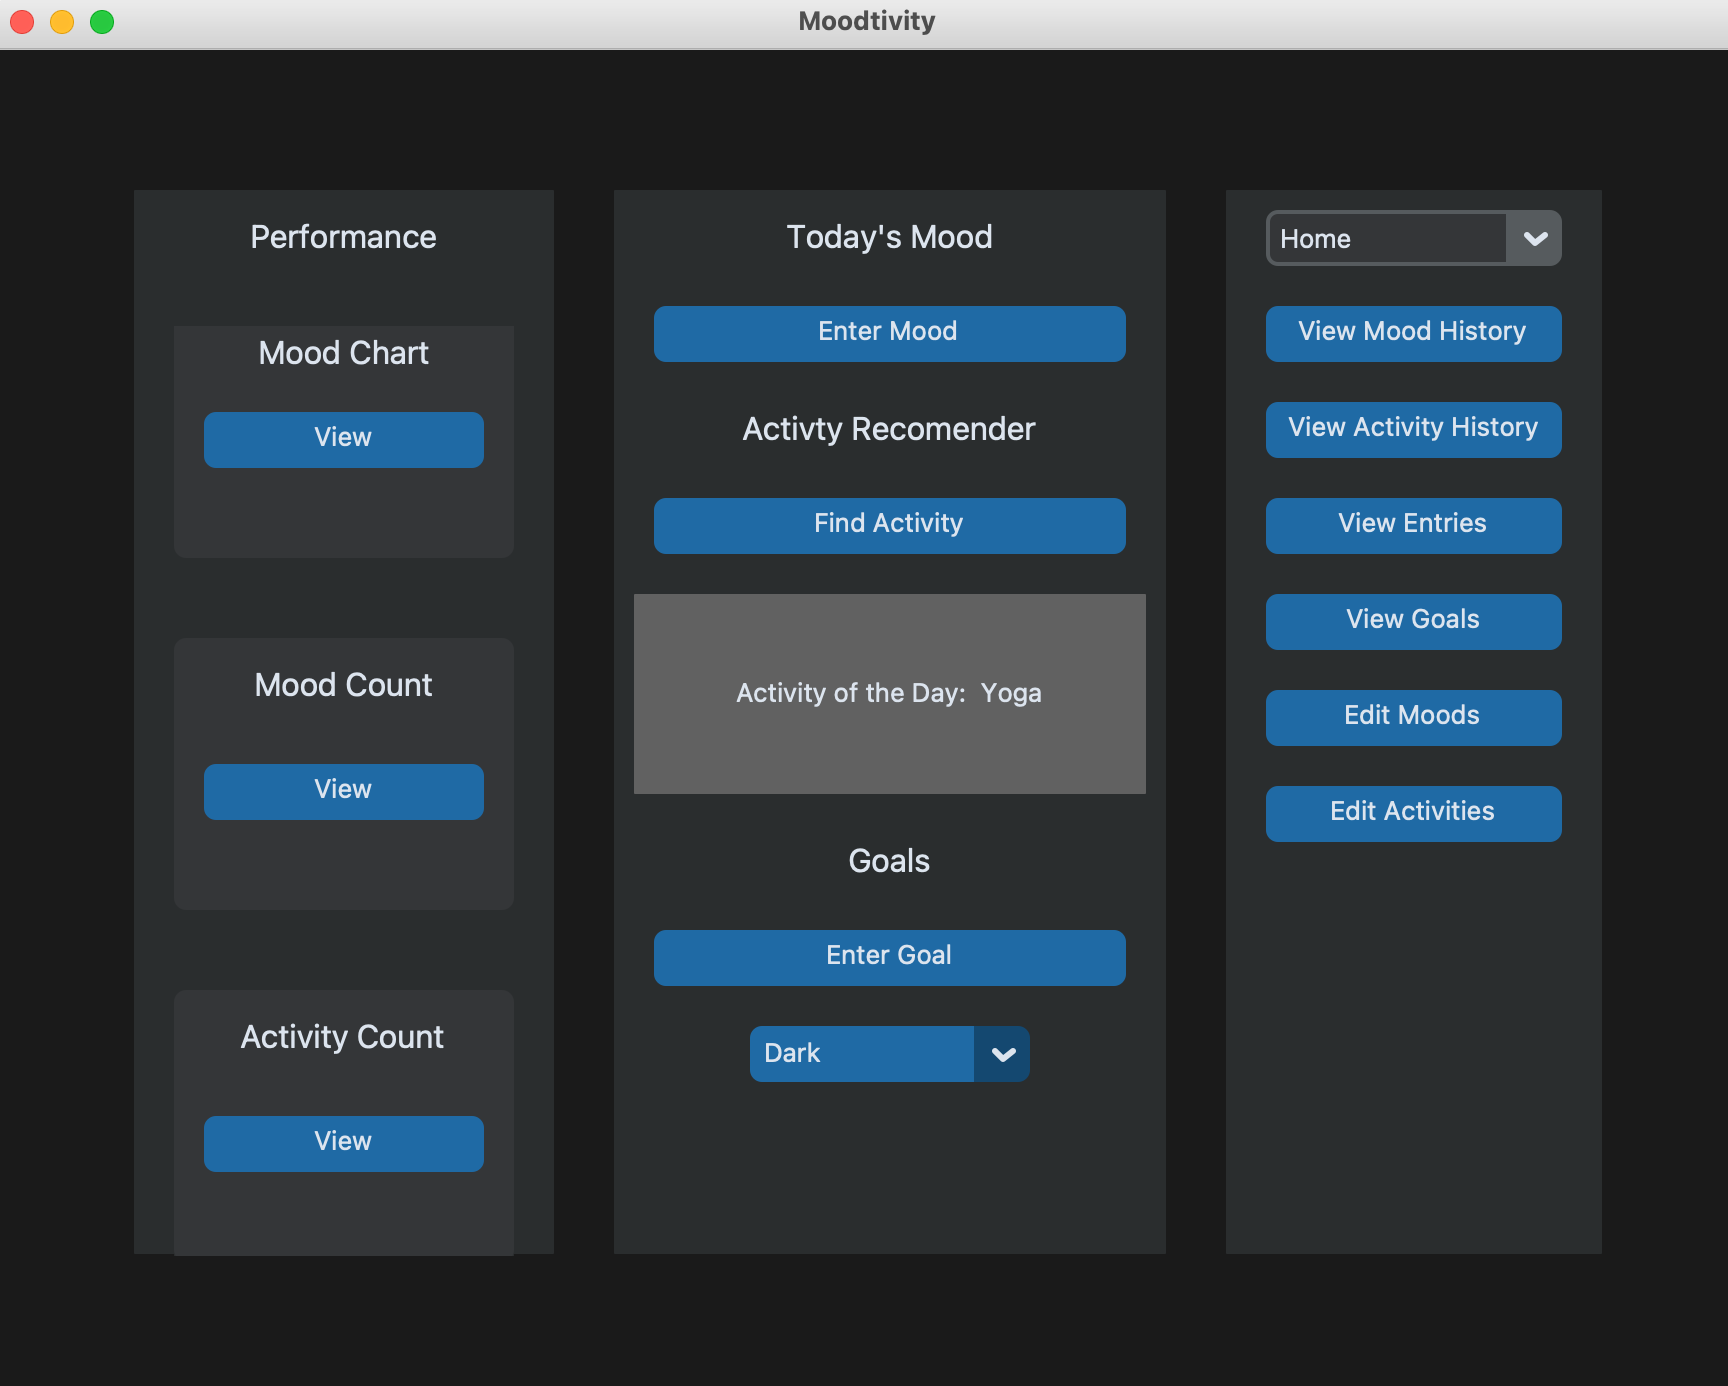 Moodtivity
Performance
Mood Chart
View
Mood Count
View
Activity Count
View
Today's Mood
Enter Mood
Activty Recomender
Find Activity
Activity of the Day:  Yoga
Goals
Enter Goal
Dark
Home
View Mood History
View Activity History
View Entries
View Goals
Edit Moods
Edit Activities